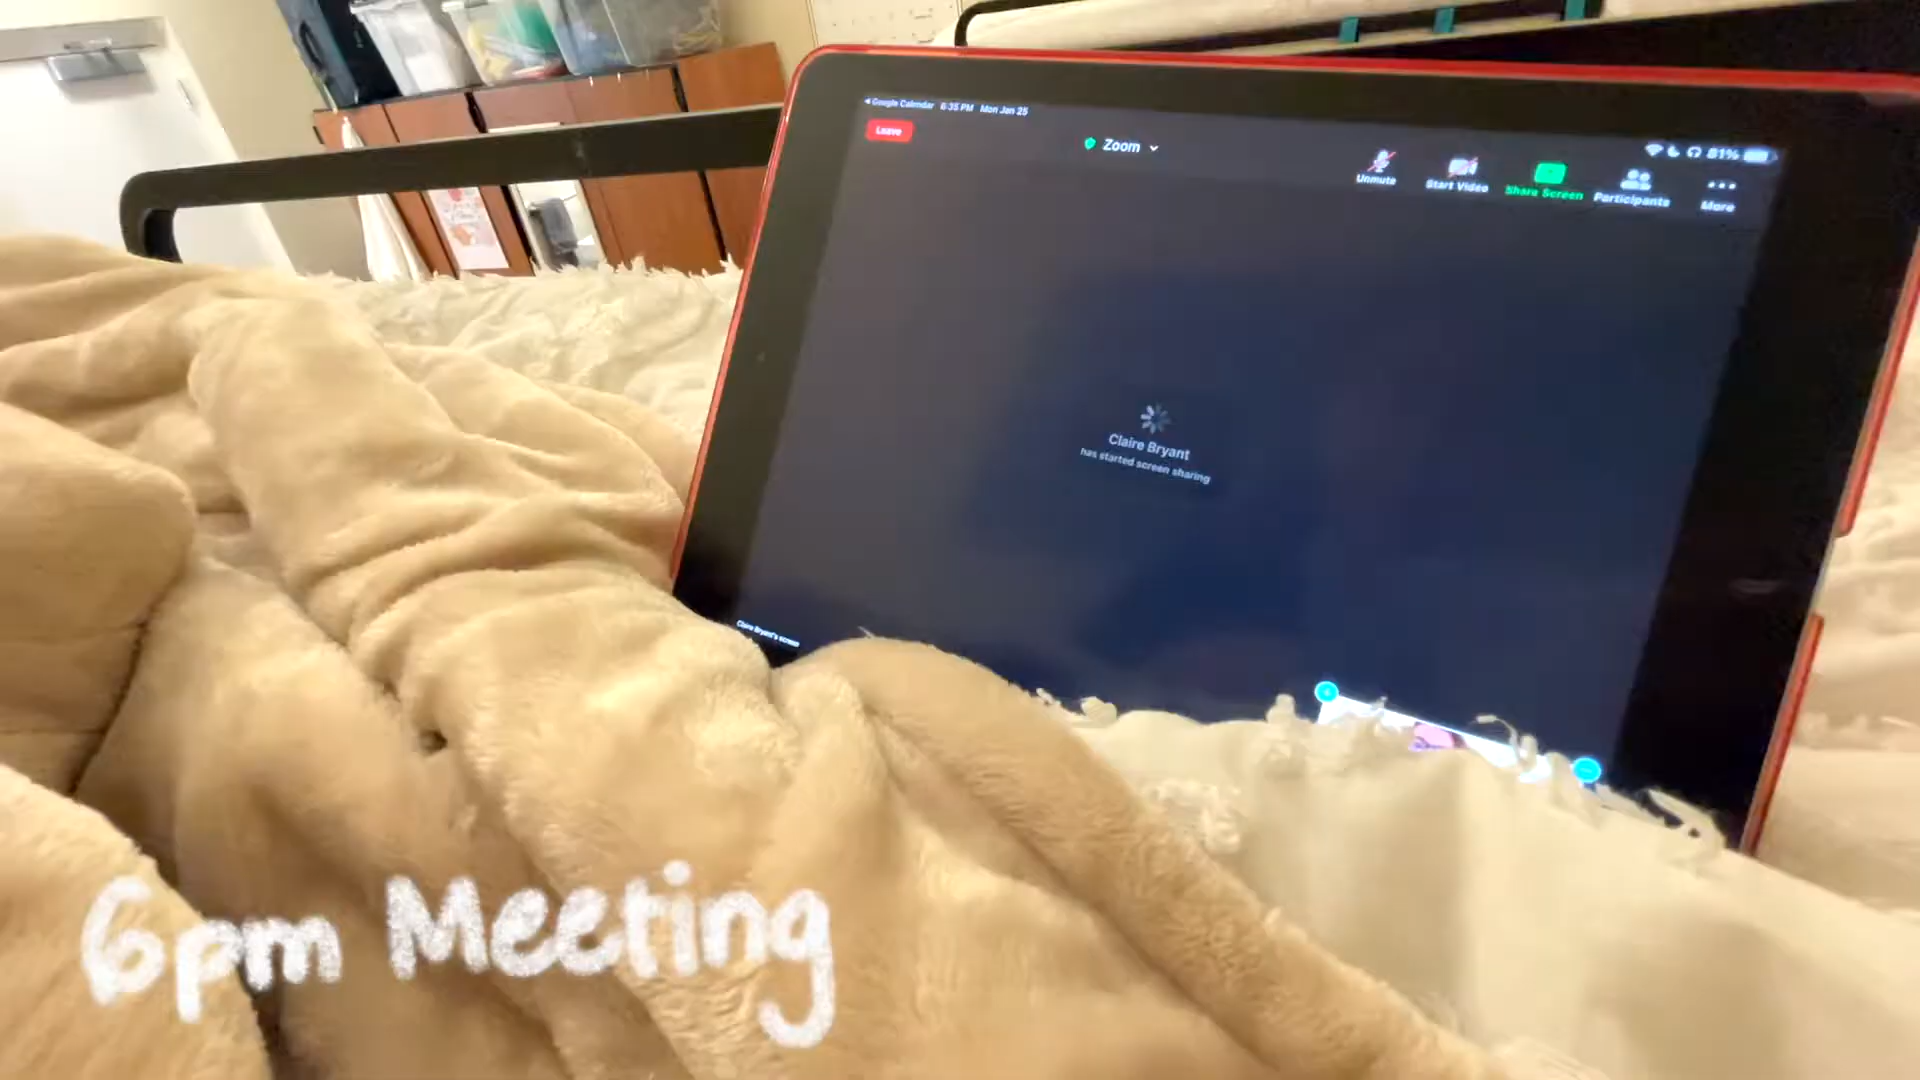 Google Calendar 6:35 PM Mon Jan 25
81%
Leave
Zoom
Unmute
Start Video
Share Screen
Participants
More
Claire Bryant
has started screen sharing
Claire Bryant's screen
6pm Meeting